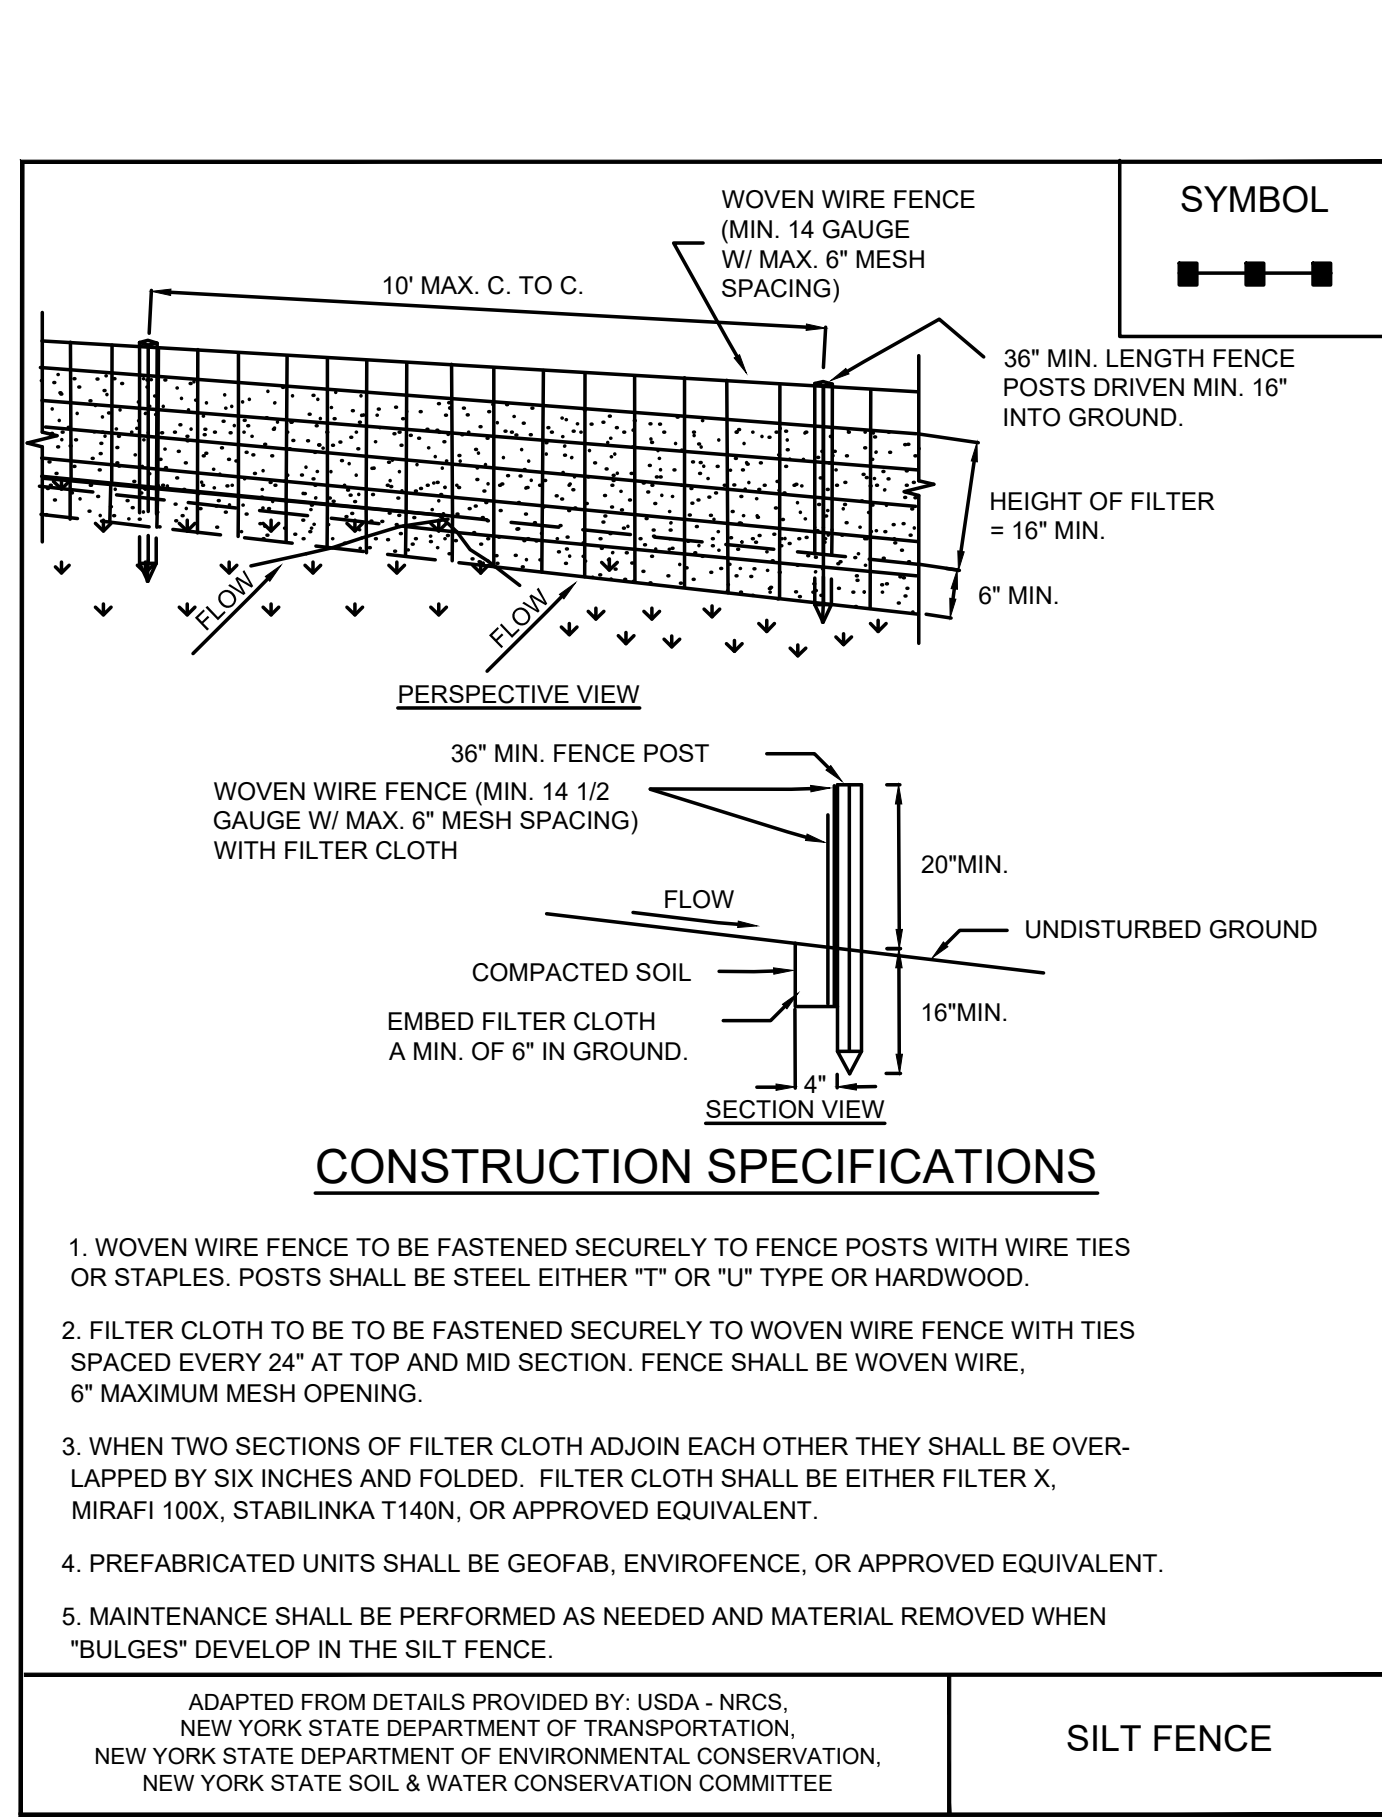 SYMBOL
WOVEN WIRE FENCE
(MIN. 14 GAUGE
W/ MAX. 6" MESH
SPACING)
10' MAX. C. TO C.
36" MIN. LENGTH FENCE
POSTS DRIVEN MIN. 16"
INTO GROUND.
HEIGHT OF FILTER
= 16" MIN.
6" MIN.
FLOW
FLOW
PERSPECTIVE VIEW
36" MIN. FENCE POST
WOVEN WIRE FENCE (MIN. 14 1/2
GAUGE W/ MAX. 6" MESH SPACING)
WITH FILTER CLOTH
20"MIN.
FLOW
UNDISTURBED GROUND
COMPACTED SOIL
16"MIN.
EMBED FILTER CLOTH
A MIN. OF 6" IN GROUND.
4"
SECTION VIEW
CONSTRUCTION SPECIFICATIONS
1. WOVEN WIRE FENCE TO BE FASTENED SECURELY TO FENCE POSTS WITH WIRE TIES
OR STAPLES. POSTS SHALL BE STEEL EITHER "T" OR "U" TYPE OR HARDWOOD.
2. FILTER CLOTH TO BE TO BE FASTENED SECURELY TO WOVEN WIRE FENCE WITH TIES
SPACED EVERY 24" AT TOP AND MID SECTION. FENCE SHALL BE WOVEN WIRE,
6" MAXIMUM MESH OPENING.
3. WHEN TWO SECTIONS OF FILTER CLOTH ADJOIN EACH OTHER THEY SHALL BE OVER-
LAPPED BY SIX INCHES AND FOLDED. FILTER CLOTH SHALL BE EITHER FILTER X,
MIRAFI 100X, STABILINKA T140N, OR APPROVED EQUIVALENT.
4. PREFABRICATED UNITS SHALL BE GEOFAB, ENVIROFENCE, OR APPROVED EQUIVALENT.
5. MAINTENANCE SHALL BE PERFORMED AS NEEDED AND MATERIAL REMOVED WHEN
"BULGES" DEVELOP IN THE SILT FENCE.
ADAPTED FROM DETAILS PROVIDED BY: USDA - NRCS,
NEW YORK STATE DEPARTMENT OF TRANSPORTATION,
NEW YORK STATE DEPARTMENT OF ENVIRONMENTAL CONSERVATION,
NEW YORK STATE SOIL & WATER CONSERVATION COMMITTEE
SILT FENCE